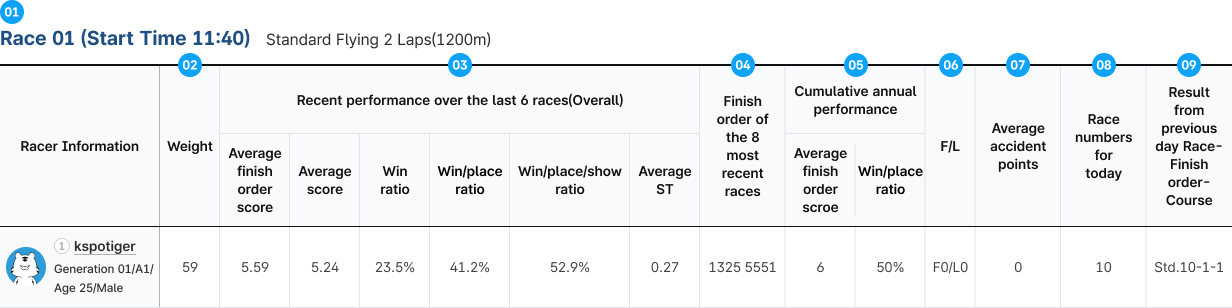 01
Race 01 (Start Time 11:40) Standard Flying 2 Laps(1200m)
02 03 04 05 06 07 08 09
Racer Information
Weight
Recent performance over the last 6 races(Overall)
Average
finish
order
score
Average
score
Win
ratio
Win/place
ratio
Win/place/show
ratio
Average
ST
Finish
order of
the 8
most
recent
races
Cumulative annual
performance
Average
finish
order
scroe
Win/place
ratio
F/L
Average
accident
points
Race
numbers
for
today
Result
from
previous
day Race-
Finish
order-
Course
1 kspotiger
Generation 01/A1/
Age 25/Male
59 5.59 5.24 23.5% 41.2% 52.9% 0.27 1325 5551 6 50% F0/L0 0 10 Std.10-1-1